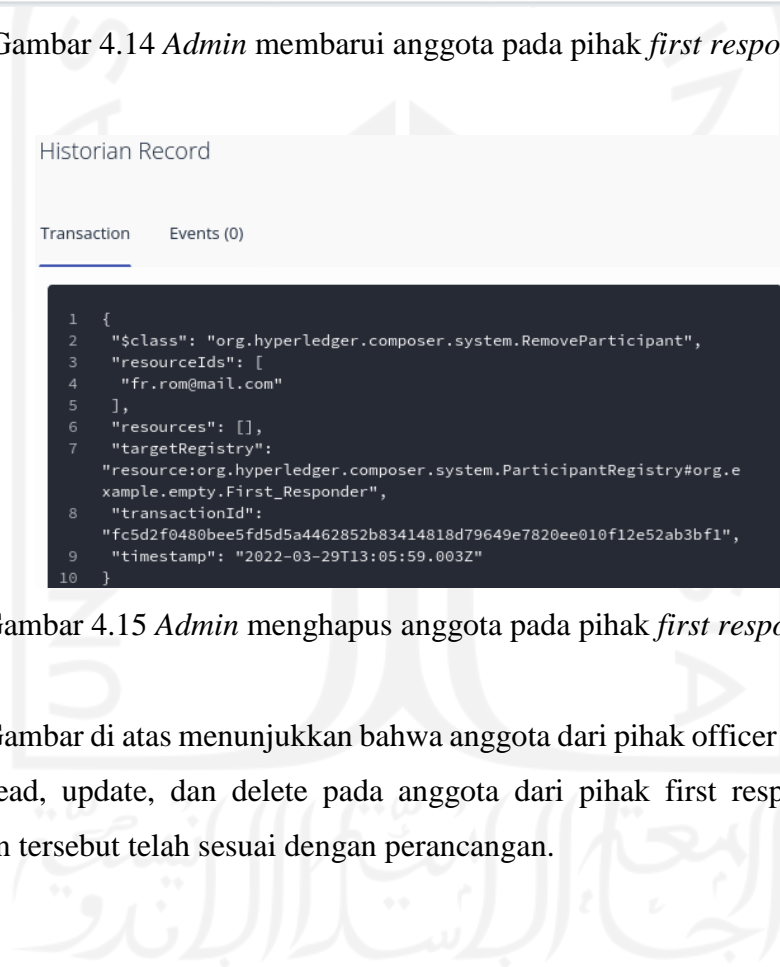 Gambar 4.14 Admin membarui anggota pada pihak first respo
Historian Record
Transaction Events (0)
1 {
2 "$class": "org.hyperledger.composer.system.RemoveParticipant",
3 "resourceIds": [
4 "fr.rom@mail.com"
5 ],
6 "resources": [],
7 "targetRegistry":
"resource:org.hyperledger.composer.system.ParticipantRegistry#org.e
xample.empty.First_Responder",
8 "transactionId":
"fc5d2f0480bee5fd5d5a4462852b83414818d79649e7820ee010f12e52ab3bf1",
9 "timestamp": "2022-03-29T13:05:59.003Z"
10 }
Gambar 4.15 Admin menghapus anggota pada pihak first respo
Gambar di atas menunjukkan bahwa anggota dari pihak officer
ead, update, dan delete pada anggota dari pihak first resp
n tersebut telah sesuai dengan perancangan.